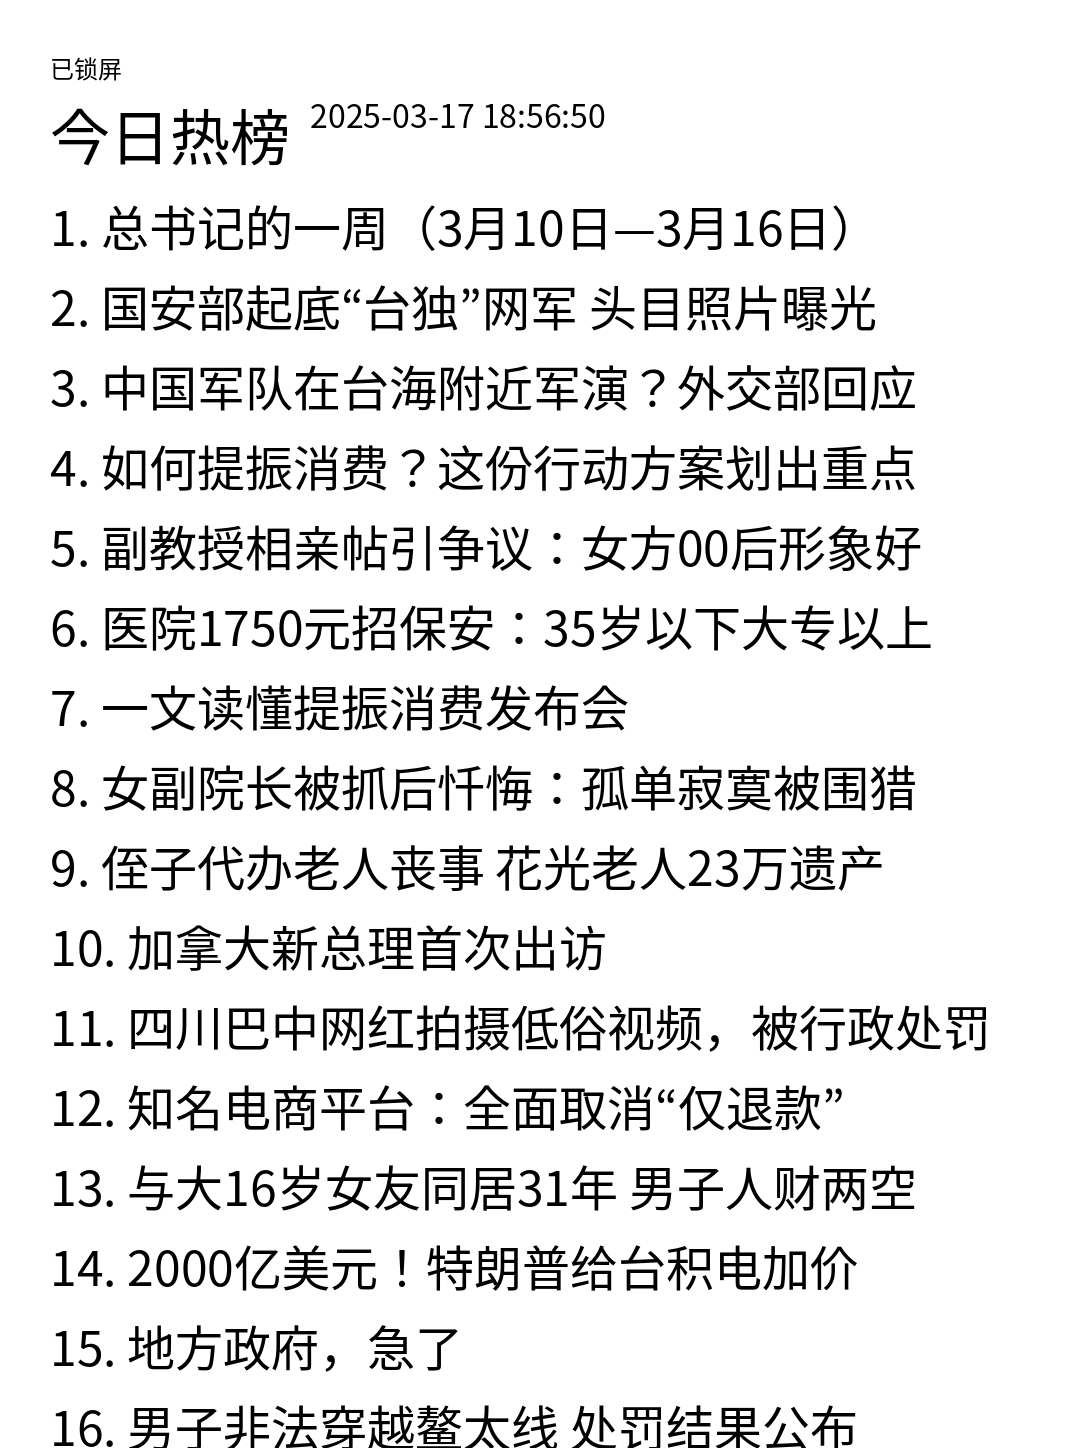 已锁屏
今日热榜 2025-03-17 18:56:50
1. 总书记的一周（3月10日—3月16日）
2. 国安部起底“台独”网军 头目照片曝光
3. 中国军队在台海附近军演？外交部回应
4. 如何提振消费？这份行动方案划出重点
5. 副教授相亲帖引争议：女方00后形象好
6. 医院1750元招保安：35岁以下大专以上
7. 一文读懂提振消费发布会
8. 女副院长被抓后忏悔：孤单寂寞被围猎
9. 侄子代办老人丧事 花光老人23万遗产
10. 加拿大新总理首次出访
11. 四川巴中网红拍摄低俗视频，被行政处罚
12. 知名电商平台：全面取消“仅退款”
13. 与大16岁女友同居31年 男子人财两空
14. 2000亿美元！特朗普给台积电加价
15. 地方政府，急了
16. 男子非法穿越鳌太线 处罚结果公布